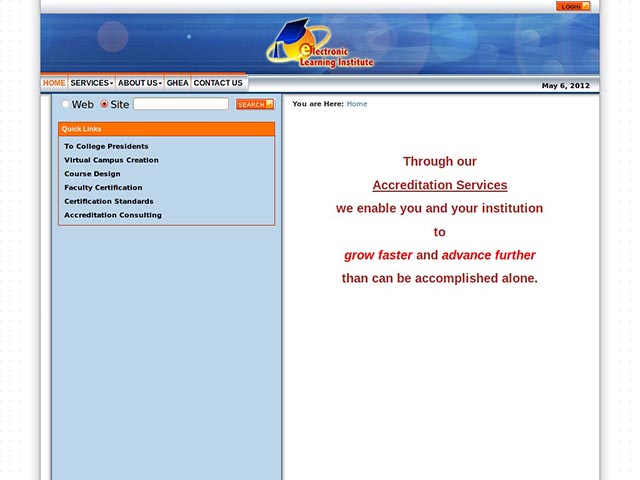 LOGIN
electronic
Learning Institute
HOME SERVICES ABOUT US GHEA CONTACT US
May 6, 2012
Web Site SEARCH
You are Here: Home
Quick Links
To College Presidents
Virtual Campus Creation
Course Design
Faculty Certification
Certification Standards
Accreditation Consulting
Through our
Accreditation Services
we enable you and your institution
to
grow faster and advance further
than can be accomplished alone.